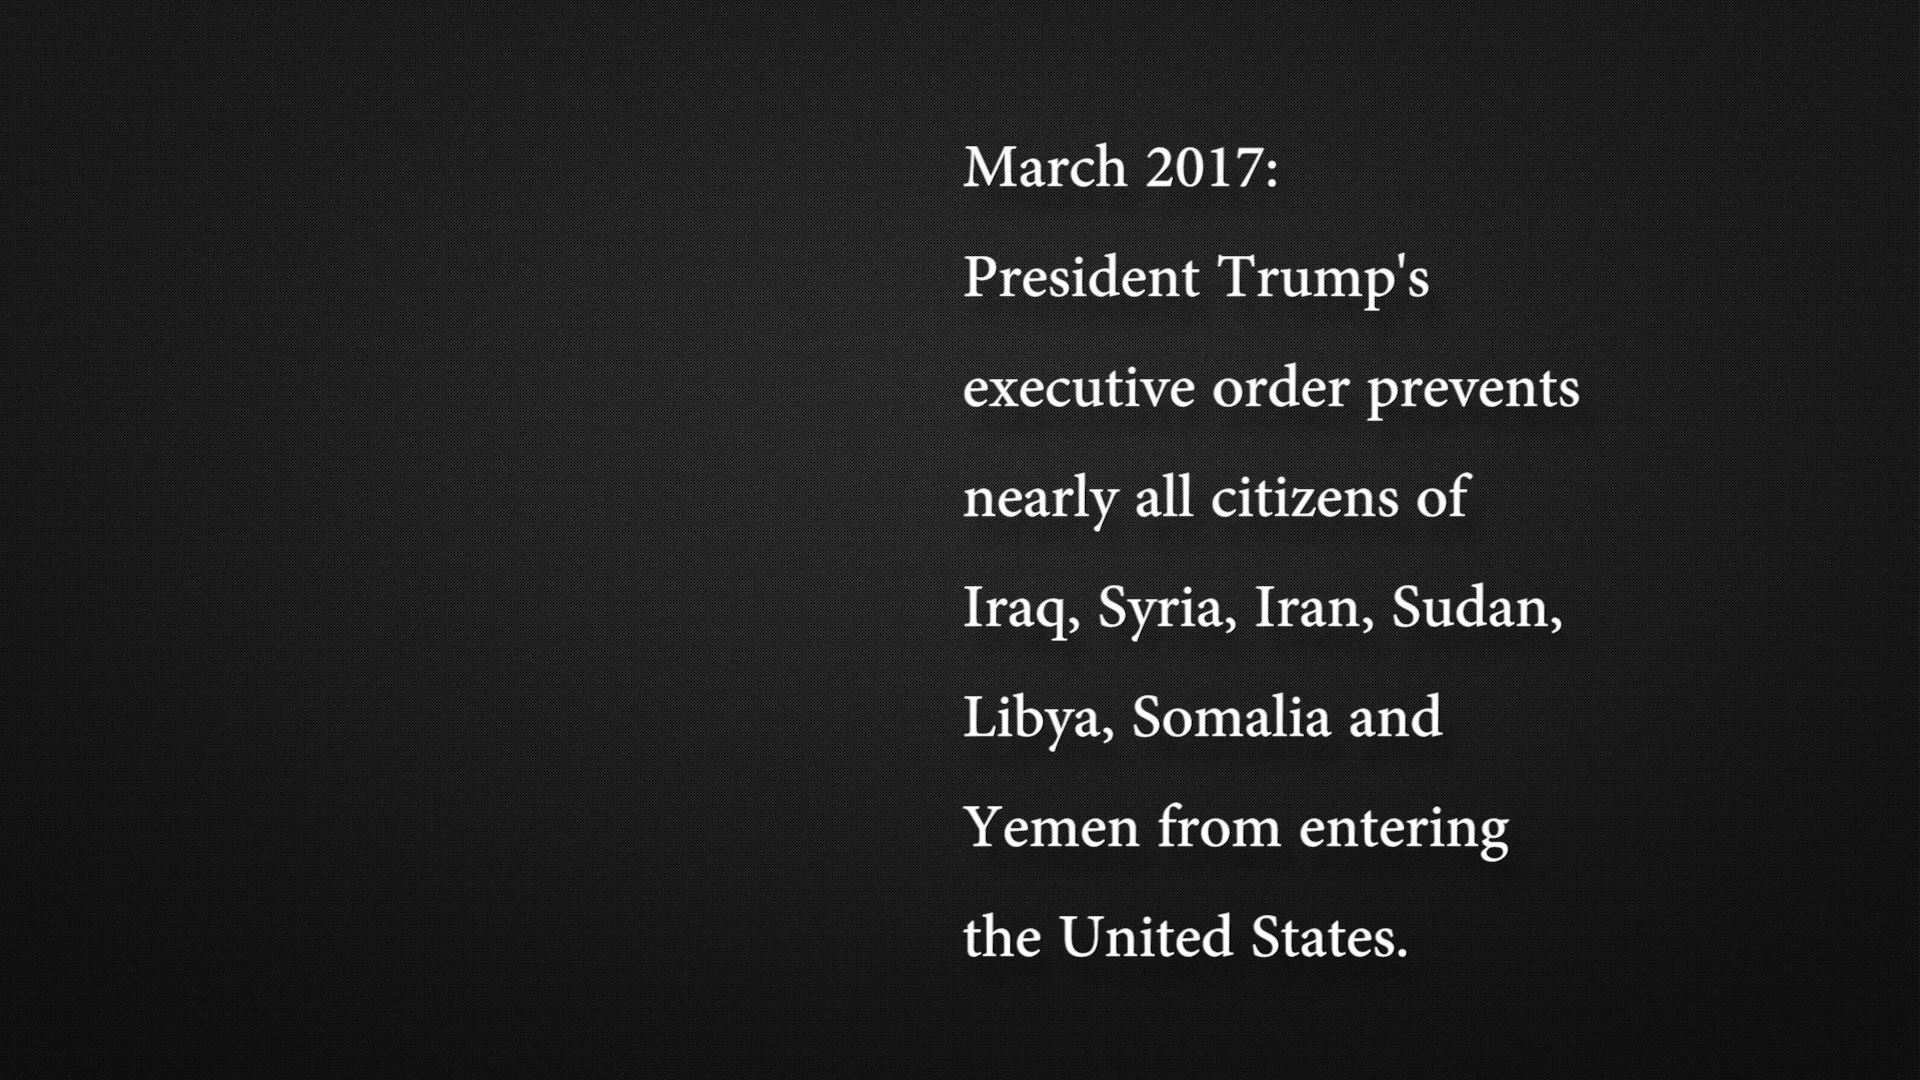 March 2017:
President Trump's
executive order prevents
nearly all citizens of
Iraq, Syria, Iran, Sudan,
Libya, Somalia and
Yemen from entering
the United States.